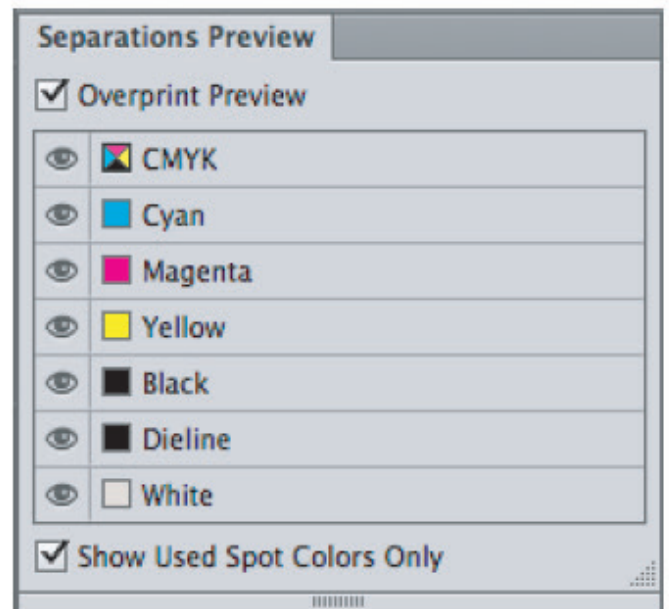 Separations Preview
Overprint Preview
CMYK
Cyan
Magenta
Yellow
Black
Dieline
White
Show Used Spot Colors Only